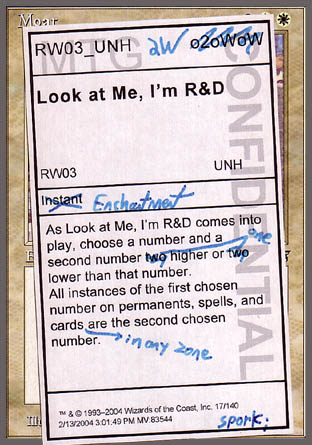 Moat
RW03_UNH 2W o2oWoW
MTG CONFIDENTIAL
Look at Me, I'm R&D
RW03 UNH
Instant Enchantment
As Look at Me, I'm R&D comes into
play, choose a number and a
second number two higher or two one
lower than that number.
All instances of the first chosen
number on permanents, spells, and
cards are the second chosen
number. in any zone
™ & © 1993–2004 Wizards of the Coast, Inc. 17/140
2/13/2004 3:01:49 PM MV:83544
spork;